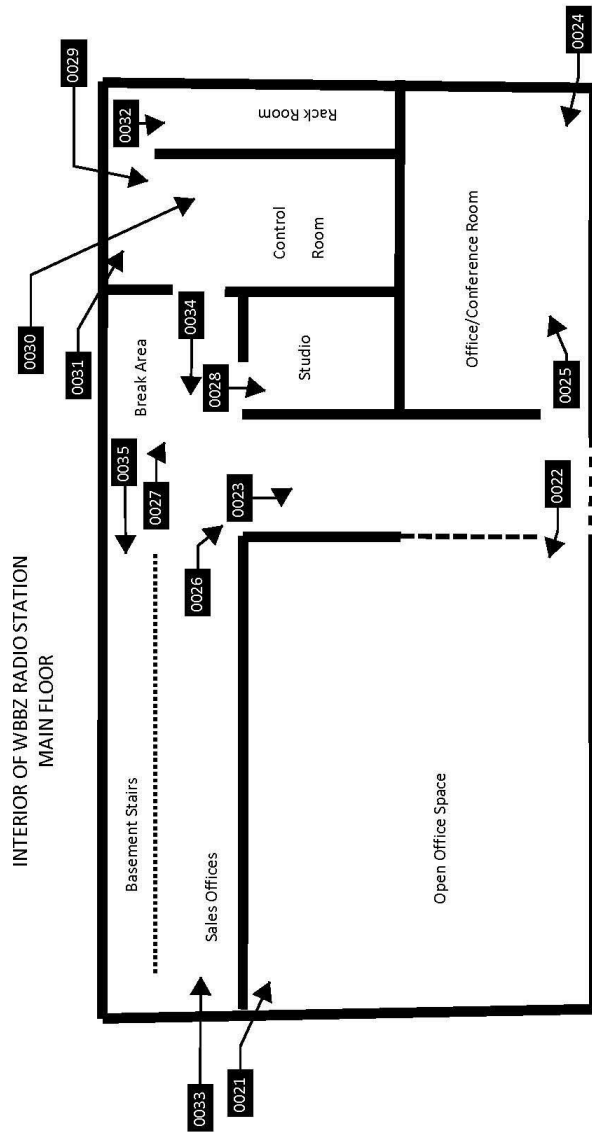 INTERIOR OF WBBZ RADIO STATION
MAIN FLOOR
0033
0021
Basement Stairs
Sales Offices
Open Office Space
0026
0035
0027
0023
0022
Break Area
0034
0028
Studio
0025
0030
0031
Control
Room
Office/Conference Room
0029
0032
Rack Room
0024